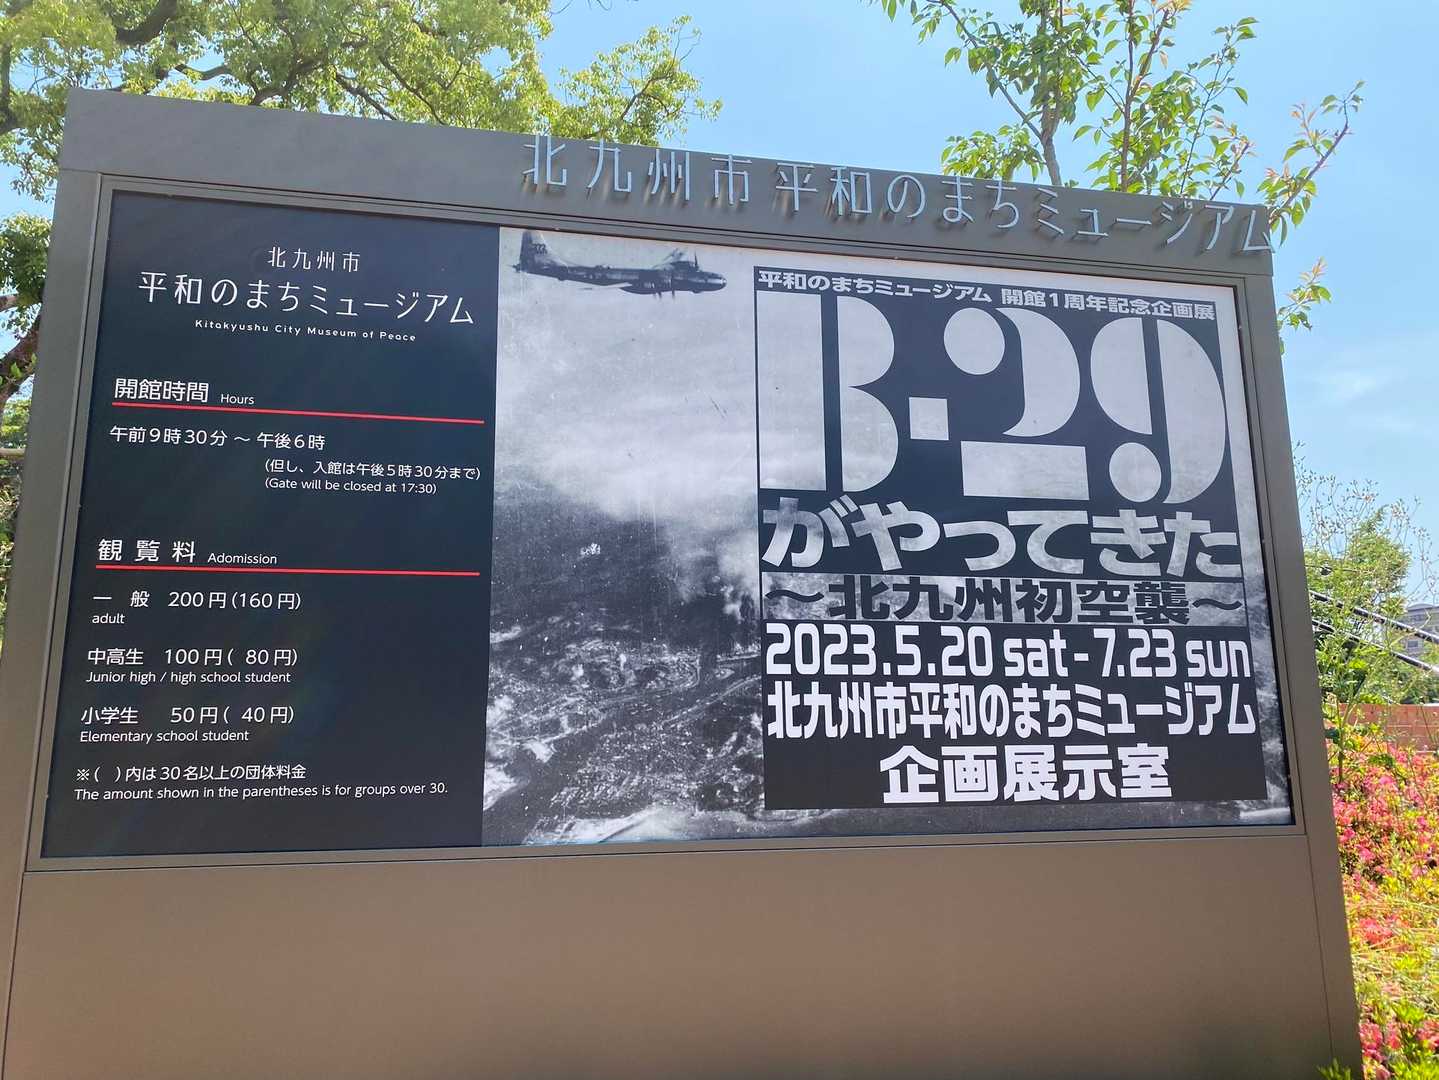 北九州市 平和のまちミュージアム
北九州市
平和のまちミュージアム
Kitakyushu City Museum of Peace
開館時間 Hours
午前9時30分 ～ 午後6時
(但し、入館は午後5時30分まで)
(Gate will be closed at 17:30)
観覧料 Adomission
一 般 200円(160円)
adult
中高生 100円( 80円)
Junior high / high school student
小学生 50円( 40円)
Elementary school student
※( )内は30名以上の団体料金
The amount shown in the parentheses is for groups over 30.
平和のまちミュージアム 開館1周年記念企画展
B-29
がやってきた
～北九州初空襲～
2023.5.20 sat - 7.23 sun
北九州市平和のまちミュージアム
企画展示室